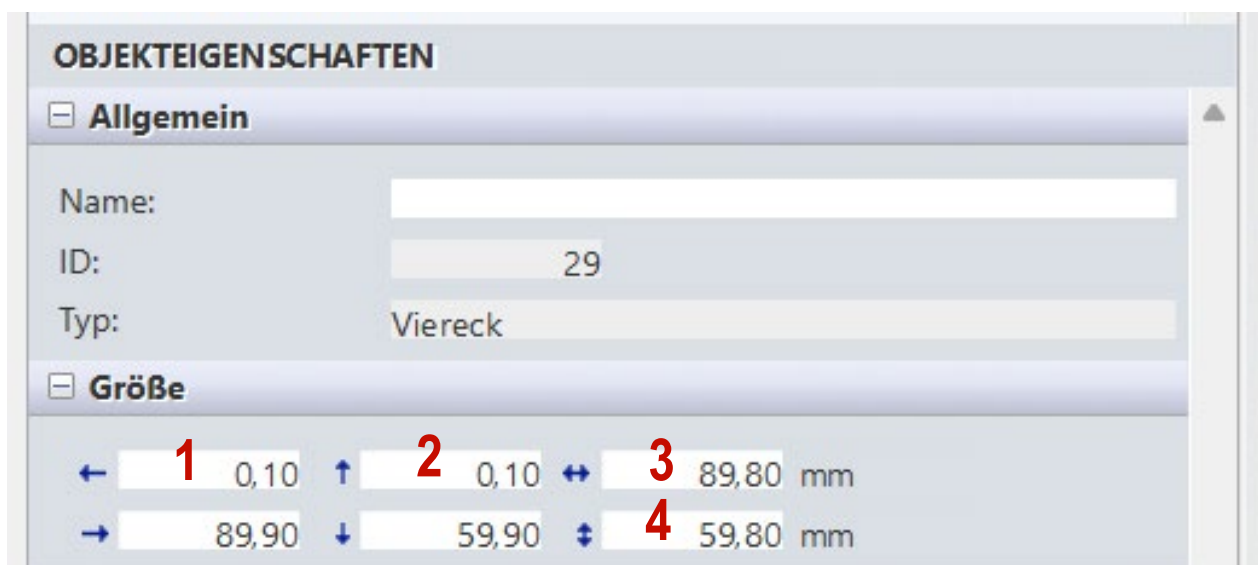 OBJEKTEIGENSCHAFTEN
Allgemein
Name:
ID: 29
Typ: Viereck
Größe
← 1 0,10 ↑ 2 0,10 ↔ 3 89,80 mm
→ 89,90 ↓ 59,90 ↕ 4 59,80 mm